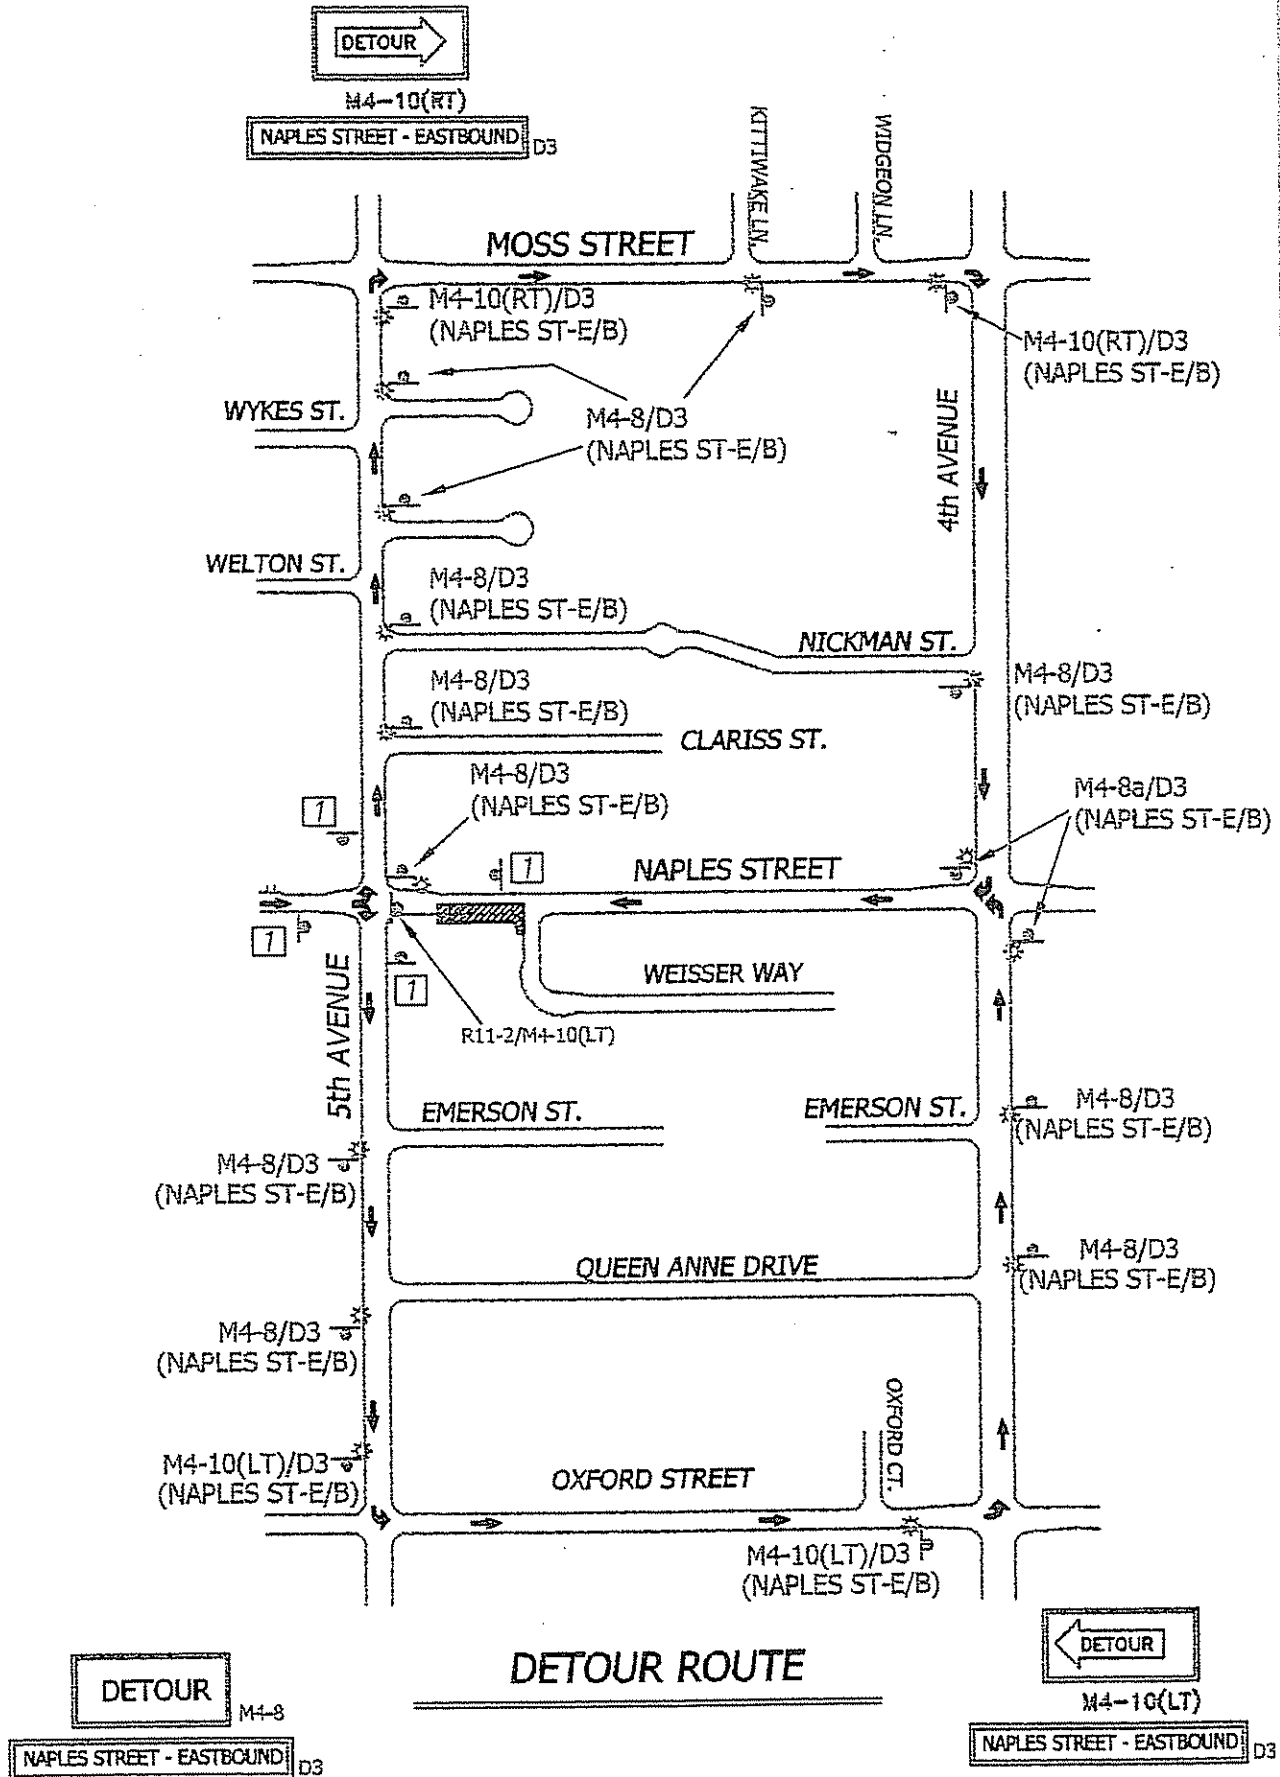 DETOUR
M4-10(RT)
NAPLES STREET - EASTBOUND D3
KITTIWAKE LN.
WIDGEON LN.
MOSS STREET
M4-10(RT)/D3
(NAPLES ST-E/B)
M4-10(RT)/D3
(NAPLES ST-E/B)
WYKES ST.
M4-8/D3
(NAPLES ST-E/B)
4th AVENUE
WELTON ST.
M4-8/D3
(NAPLES ST-E/B)
NICKMAN ST.
M4-8/D3
(NAPLES ST-E/B)
M4-8/D3
(NAPLES ST-E/B)
CLARISS ST.
M4-8/D3
(NAPLES ST-E/B)
M4-8a/D3
(NAPLES ST-E/B)
1
1
NAPLES STREET
1
1
WEISSER WAY
5th AVENUE
R11-2/M4-10(LT)
EMERSON ST.
EMERSON ST.
M4-8/D3
(NAPLES ST-E/B)
M4-8/D3
(NAPLES ST-E/B)
QUEEN ANNE DRIVE
M4-8/D3
(NAPLES ST-E/B)
M4-8/D3
(NAPLES ST-E/B)
OXFORD CT.
M4-10(LT)/D3
(NAPLES ST-E/B)
OXFORD STREET
M4-10(LT)/D3
(NAPLES ST-E/B)
DETOUR ROUTE
DETOUR
M4-8
NAPLES STREET - EASTBOUND D3
DETOUR
M4-10(LT)
NAPLES STREET - EASTBOUND D3